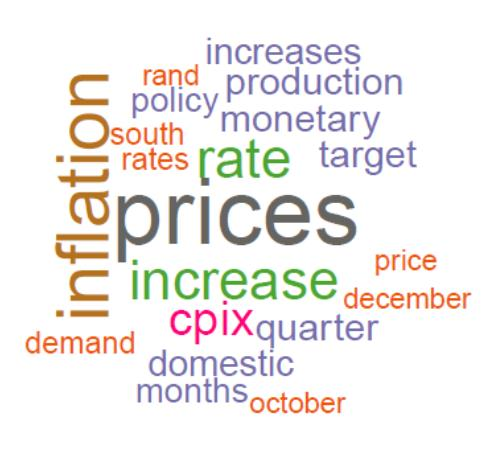 increases
rand production
policy monetary
south
rates rate target
inflation
prices
price
increase december
cpix quarter
demand
domestic
months october